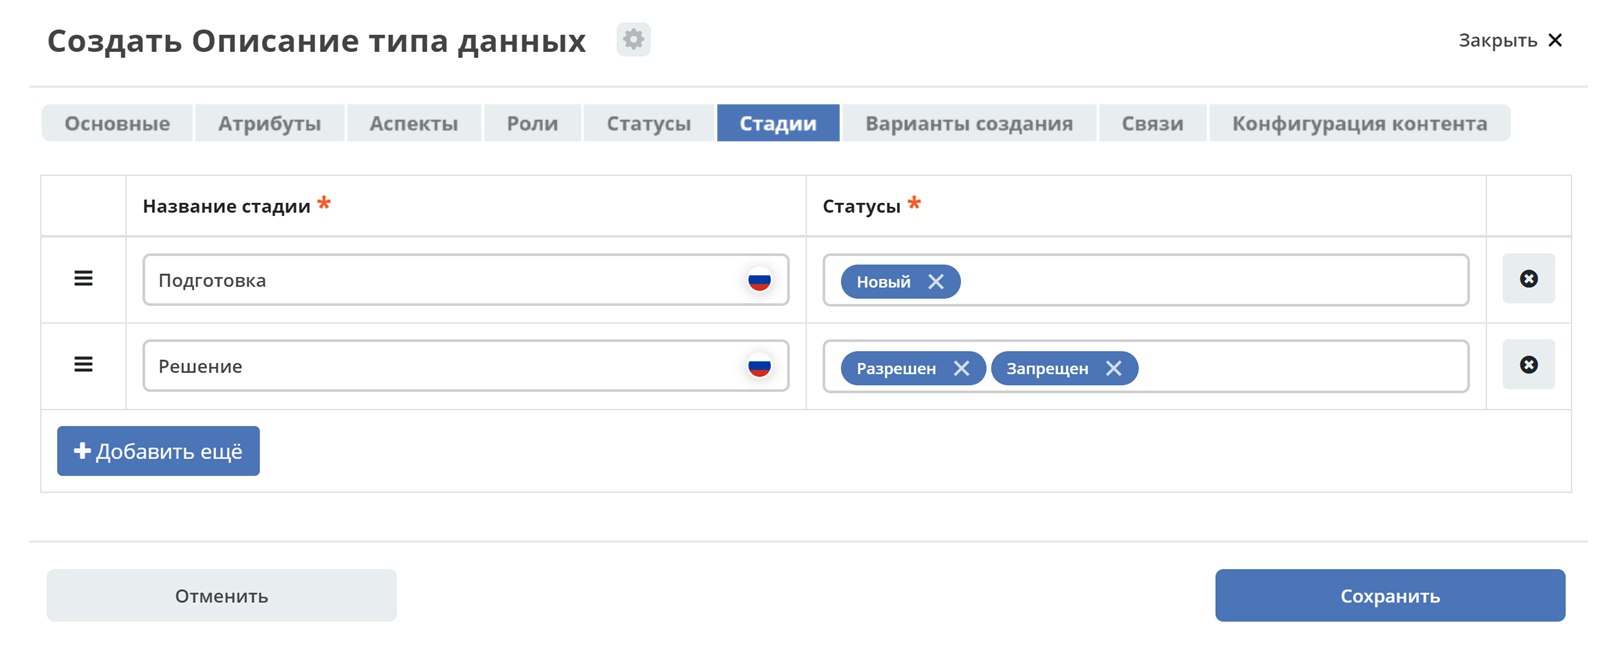 Создать Описание типа данных
Закрыть
Основные Атрибуты Аспекты Роли Статусы Стадии Варианты создания Связи Конфигурация контента
Название стадии * Статусы *
Подготовка Новый
Решение Разрешен Запрещен
Добавить ещё
Отменить Сохранить